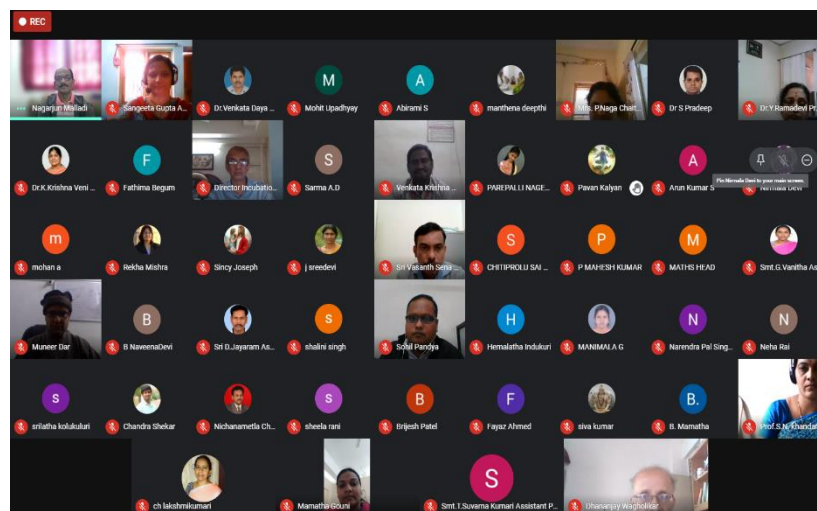 REC
Nagarjun Malladi
Sangeeta Gupta A...
Dr.Venkata Daya ...
M
Mohit Upadhyay
A
Abirami S
manthena deepthi
Mrs. P.Naga Chait...
Dr S Pradeep
Dr.Y.Ramadevi Pr
Dr.K.Krishna Veni ...
F
Fathima Begum
Director Incubatio...
S
Sarma A.D
Venkata Krishna ...
PAREPALLI NAGE...
Pavan Kalyan
A
Arun Kumar S
Pin Nirmala Devi to your main screen.
Nirmala Devi
m
mohan a
Rekha Mishra
Sincy Joseph
j sreedevi
Sri Vasanth Sena ...
S
CHITIPROLU SAI ...
P
P MAHESH KUMAR
M
MATHS HEAD
Smt.G.Vanitha As
Muneer Dar
B
B NaveenaDevi
Sri D.Jayaram As...
s
shalini singh
Sohil Pandya
H
Hemalatha Indukuri
MANIMALA G
N
Narendra Pal Sing...
N
Neha Rai
s
srilatha kolukuluri
Chandra Shekar
Nichanametla Ch...
s
sheela rani
B
Brijesh Patel
F
Fayaz Ahmed
siva kumar
B.
B. Mamatha
Prof.S.N. khandar
ch lakshmikumari
Mamatha Gouni
S
Smt.T.Suvarna Kumari Assistant P...
Dhananjay Wagholikar